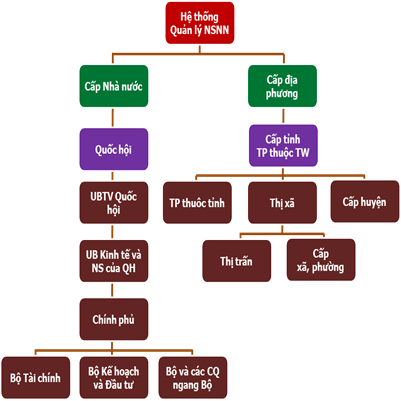 Hệ thống
Quản lý NSNN
Cấp Nhà nước
Cấp địa
phương
Quốc hội
Cấp tỉnh
TP thuộc TW
UBTV Quốc
hội
TP thuôc tỉnh
Thị xã
Cấp huyện
UB Kinh tế và
NS của QH
Thị trấn
Cấp
xã, phường
Chính phủ
Bộ Tài chính
Bộ Kế hoạch
và Đầu tư
Bộ và các CQ
ngang Bộ